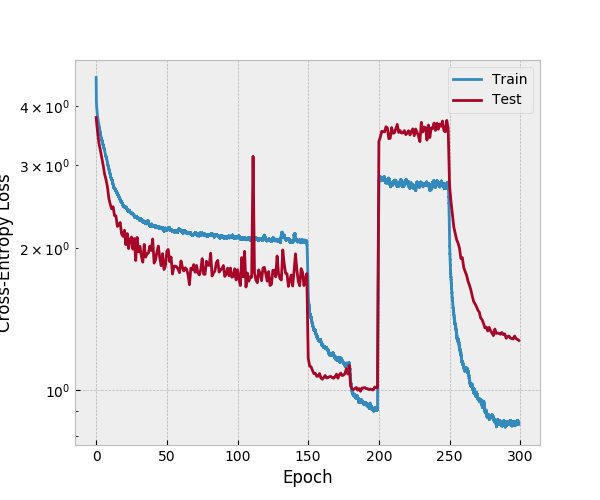 Train
Test
4 × 10⁰
3 × 10⁰
2 × 10⁰
10⁰
Cross-Entropy Loss
0 50 100 150 200 250 300
Epoch